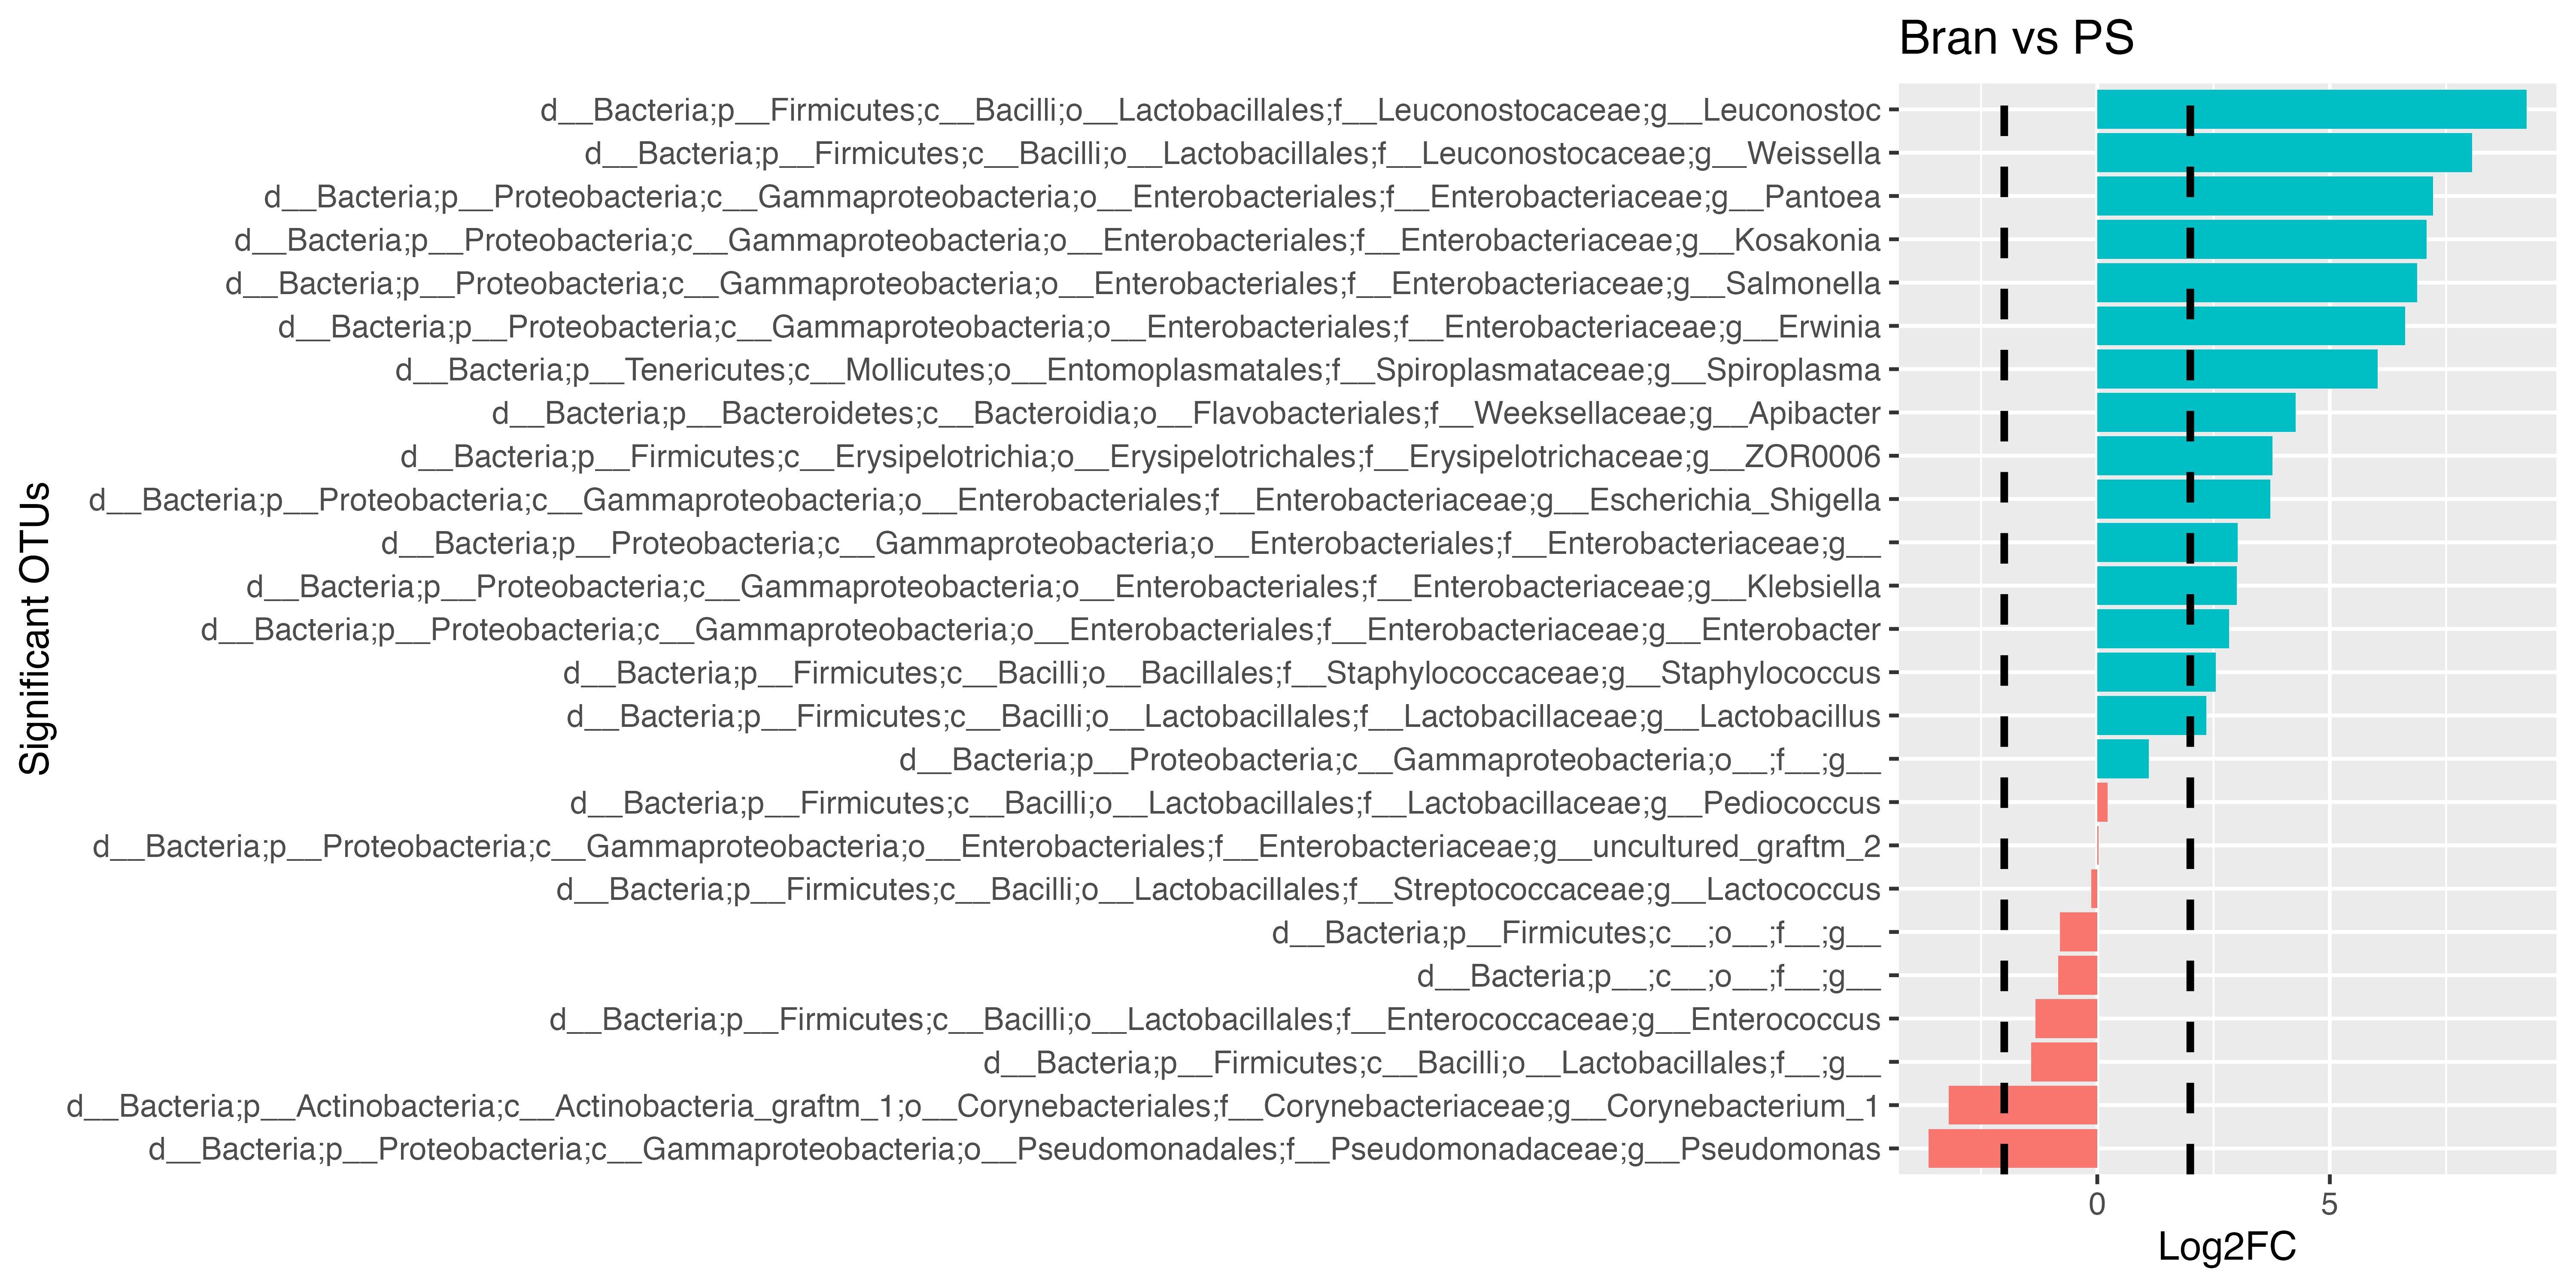 Bran vs PS
d__Bacteria;p__Firmicutes;c__Bacilli;o__Lactobacillales;f__Leuconostocaceae;g__Leuconostoc
d__Bacteria;p__Firmicutes;c__Bacilli;o__Lactobacillales;f__Leuconostocaceae;g__Weissella
d__Bacteria;p__Proteobacteria;c__Gammaproteobacteria;o__Enterobacteriales;f__Enterobacteriaceae;g__Pantoea
d__Bacteria;p__Proteobacteria;c__Gammaproteobacteria;o__Enterobacteriales;f__Enterobacteriaceae;g__Kosakonia
d__Bacteria;p__Proteobacteria;c__Gammaproteobacteria;o__Enterobacteriales;f__Enterobacteriaceae;g__Salmonella
d__Bacteria;p__Proteobacteria;c__Gammaproteobacteria;o__Enterobacteriales;f__Enterobacteriaceae;g__Erwinia
d__Bacteria;p__Tenericutes;c__Mollicutes;o__Entomoplasmatales;f__Spiroplasmataceae;g__Spiroplasma
d__Bacteria;p__Bacteroidetes;c__Bacteroidia;o__Flavobacteriales;f__Weeksellaceae;g__Apibacter
d__Bacteria;p__Firmicutes;c__Erysipelotrichia;o__Erysipelotrichales;f__Erysipelotrichaceae;g__ZOR0006
d__Bacteria;p__Proteobacteria;c__Gammaproteobacteria;o__Enterobacteriales;f__Enterobacteriaceae;g__Escherichia_Shigella
d__Bacteria;p__Proteobacteria;c__Gammaproteobacteria;o__Enterobacteriales;f__Enterobacteriaceae;g__
d__Bacteria;p__Proteobacteria;c__Gammaproteobacteria;o__Enterobacteriales;f__Enterobacteriaceae;g__Klebsiella
d__Bacteria;p__Proteobacteria;c__Gammaproteobacteria;o__Enterobacteriales;f__Enterobacteriaceae;g__Enterobacter
d__Bacteria;p__Firmicutes;c__Bacilli;o__Bacillales;f__Staphylococcaceae;g__Staphylococcus
d__Bacteria;p__Firmicutes;c__Bacilli;o__Lactobacillales;f__Lactobacillaceae;g__Lactobacillus
d__Bacteria;p__Proteobacteria;c__Gammaproteobacteria;o__;f__;g__
d__Bacteria;p__Firmicutes;c__Bacilli;o__Lactobacillales;f__Lactobacillaceae;g__Pediococcus
d__Bacteria;p__Proteobacteria;c__Gammaproteobacteria;o__Enterobacteriales;f__Enterobacteriaceae;g__uncultured_graftm_2
d__Bacteria;p__Firmicutes;c__Bacilli;o__Lactobacillales;f__Streptococcaceae;g__Lactococcus
d__Bacteria;p__Firmicutes;c__;o__;f__;g__
d__Bacteria;p__;c__;o__;f__;g__
d__Bacteria;p__Firmicutes;c__Bacilli;o__Lactobacillales;f__Enterococcaceae;g__Enterococcus
d__Bacteria;p__Firmicutes;c__Bacilli;o__Lactobacillales;f__;g__
d__Bacteria;p__Actinobacteria;c__Actinobacteria_graftm_1;o__Corynebacteriales;f__Corynebacteriaceae;g__Corynebacterium_1
d__Bacteria;p__Proteobacteria;c__Gammaproteobacteria;o__Pseudomonadales;f__Pseudomonadaceae;g__Pseudomonas
Significant OTUs
0 5
Log2FC